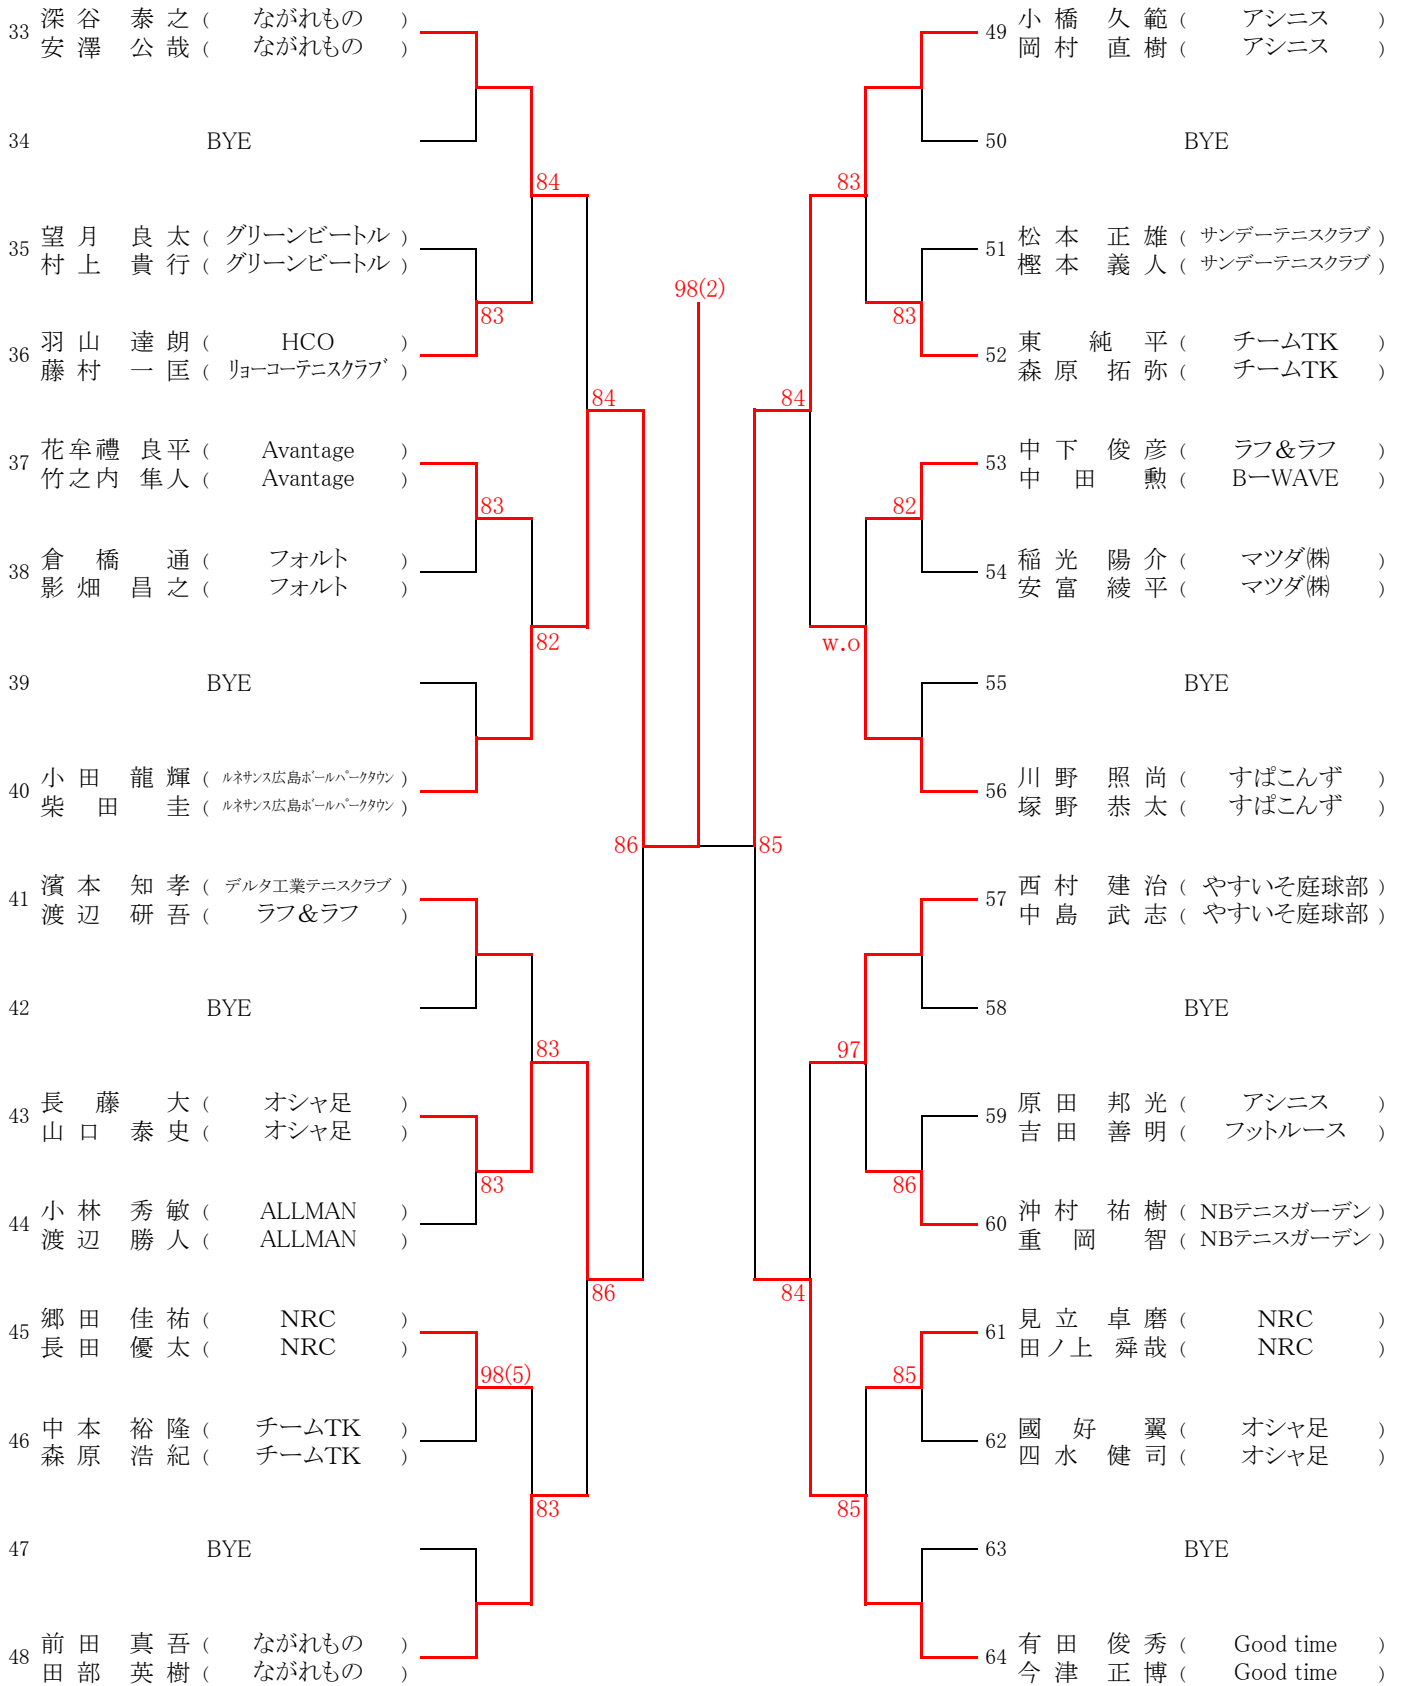 33 深谷 泰之 ( ながれもの )
安澤 公哉 ( ながれもの )
34 BYE
84
35 望月 良太 ( グリーンビートル )
村上 貴行 ( グリーンビートル )
83
36 羽山 達朗 ( HCO )
藤村 一匡 ( リョーコーテニスクラブ )
84
37 花牟禮 良平 ( Avantage )
竹之内 隼人 ( Avantage )
83
38 倉橋 通 ( フォルト )
影畑 昌之 ( フォルト )
82
39 BYE
40 小田 龍輝 ( ルネサンス広島ボールパークタウン )
柴田 圭 ( ルネサンス広島ボールパークタウン )
86
41 濱本 知孝 ( デルタ工業テニスクラブ )
渡辺 研吾 ( ラフ&ラフ )
42 BYE
83
43 長藤 大 ( オシャ足 )
山口 泰史 ( オシャ足 )
83
44 小林 秀敏 ( ALLMAN )
渡辺 勝人 ( ALLMAN )
86
45 郷田 佳祐 ( NRC )
長田 優太 ( NRC )
98(5)
46 中本 裕隆 ( チームTK )
森原 浩紀 ( チームTK )
83
47 BYE
48 前田 真吾 ( ながれもの )
田部 英樹 ( ながれもの )
98(2)
49 小橋 久範 ( アシニス )
岡村 直樹 ( アシニス )
50 BYE
83
51 松本 正雄 ( サンデーテニスクラブ )
樫本 義人 ( サンデーテニスクラブ )
83
52 東 純平 ( チームTK )
森原 拓弥 ( チームTK )
84
53 中下 俊彦 ( ラフ&ラフ )
中田 勲 ( BーWAVE )
82
54 稲光 陽介 ( マツダ㈱ )
安富 綾平 ( マツダ㈱ )
w.o
55 BYE
56 川野 照尚 ( すぱこんず )
塚野 恭太 ( すぱこんず )
85
57 西村 建治 ( やすいそ庭球部 )
中島 武志 ( やすいそ庭球部 )
58 BYE
97
59 原田 邦光 ( アシニス )
吉田 善明 ( フットルース )
86
60 沖村 祐樹 ( NBテニスガーデン )
重岡 智 ( NBテニスガーデン )
84
61 見立 卓磨 ( NRC )
田ノ上 舜哉 ( NRC )
85
62 國好 翼 ( オシャ足 )
四水 健司 ( オシャ足 )
85
63 BYE
64 有田 俊秀 ( Good time )
今津 正博 ( Good time )